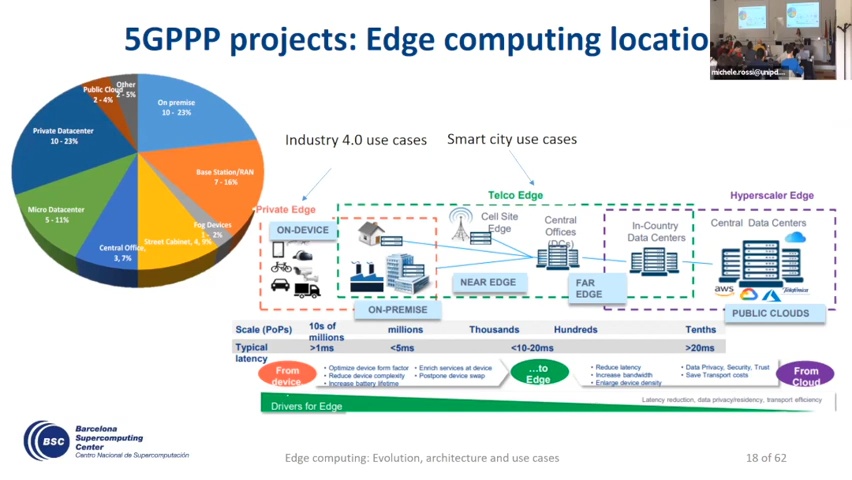 5GPPP projects: Edge computing locatio
michele.rossi@unipd....
Public Cloud
2 - 4%
Other
2 - 5%
On premise
10 - 23%
Private Datacenter
10 - 23%
Base Station/RAN
7 - 16%
Micro Datacenter
5 - 11%
Fog Devices
1 - 2%
Central Office,
3, 7%
Street Cabinet, 4, 9%
Industry 4.0 use cases
Smart city use cases
Private Edge
Telco Edge
Hyperscaler Edge
ON-DEVICE
Cell Site
Edge
Central
Offices
(DCs)
In-Country
Data Centers
Central Data Centers
NEAR EDGE
FAR
EDGE
aws
Telefónica
ON-PREMISE
PUBLIC CLOUDS
Scale (PoPs)
10s of
millions
millions
Thousands
Hundreds
Tenths
Typical
latency
>1ms
<5ms
<10-20ms
>20ms
From
device
• Optimize device form factor
• Reduce device complexity
• Increase battery lifetime
• Enrich services at device
• Postpone device swap
...to
Edge
• Reduce latency
• Increase bandwidth
• Enlarge device density
• Data Privacy, Security, Trust
• Save Transport costs
From
Cloud
Drivers for Edge
Latency reduction, data privacy/residency, transport efficiency
BSC
Barcelona
Supercomputing
Center
Centro Nacional de Supercomputación
Edge computing: Evolution, architecture and use cases
18 of 62